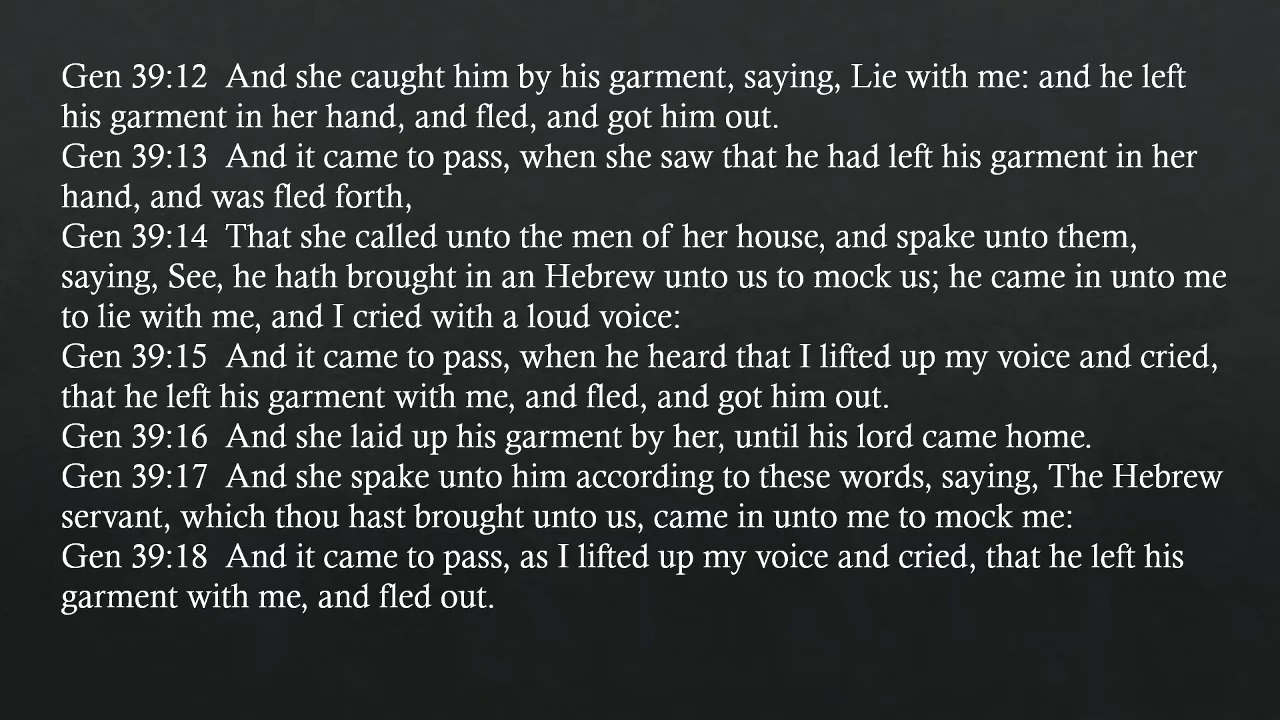 Gen 39:12  And she caught him by his garment, saying, Lie with me: and he left
his garment in her hand, and fled, and got him out.
Gen 39:13  And it came to pass, when she saw that he had left his garment in her
hand, and was fled forth,
Gen 39:14  That she called unto the men of her house, and spake unto them,
saying, See, he hath brought in an Hebrew unto us to mock us; he came in unto me
to lie with me, and I cried with a loud voice:
Gen 39:15  And it came to pass, when he heard that I lifted up my voice and cried,
that he left his garment with me, and fled, and got him out.
Gen 39:16  And she laid up his garment by her, until his lord came home.
Gen 39:17  And she spake unto him according to these words, saying, The Hebrew
servant, which thou hast brought unto us, came in unto me to mock me:
Gen 39:18  And it came to pass, as I lifted up my voice and cried, that he left his
garment with me, and fled out.